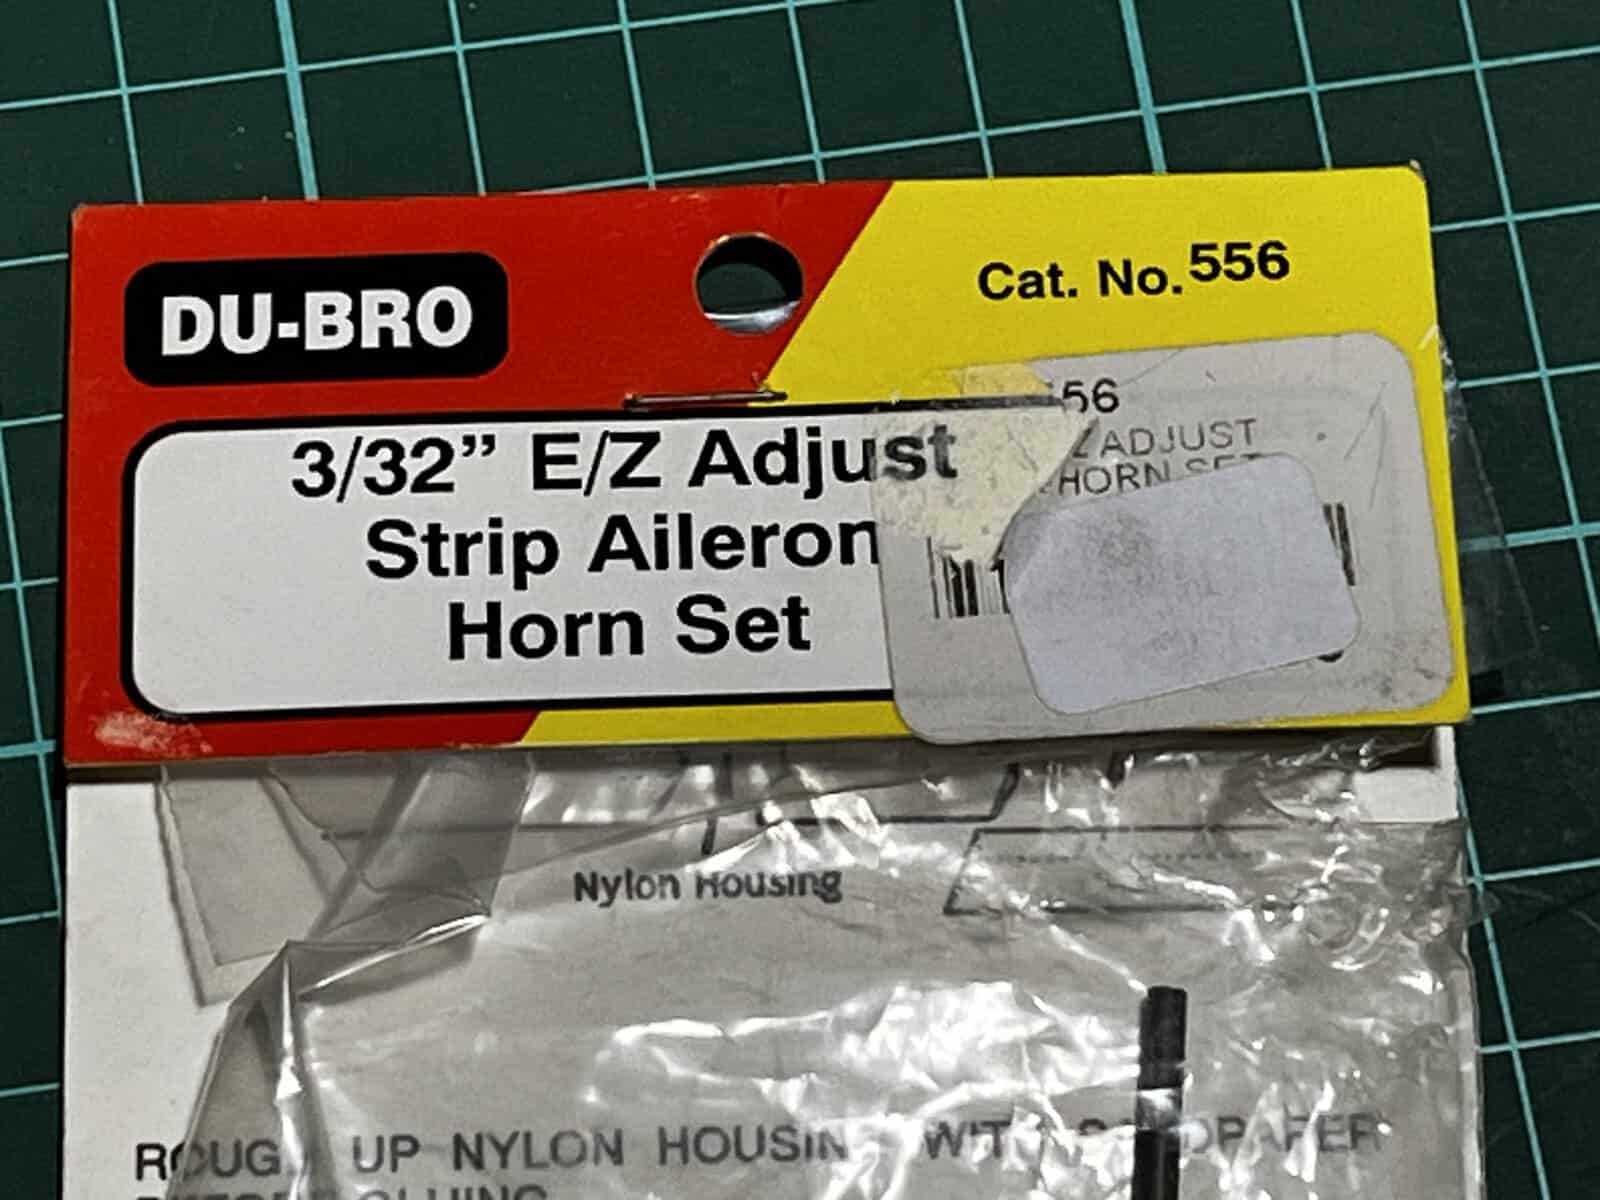 DU-BRO
Cat. No. 556
3/32” E/Z Adjust
Strip Aileron
Horn Set
56
Z ADJUST
HORN SET
Nylon Housing
UP NYLON HOUSIN